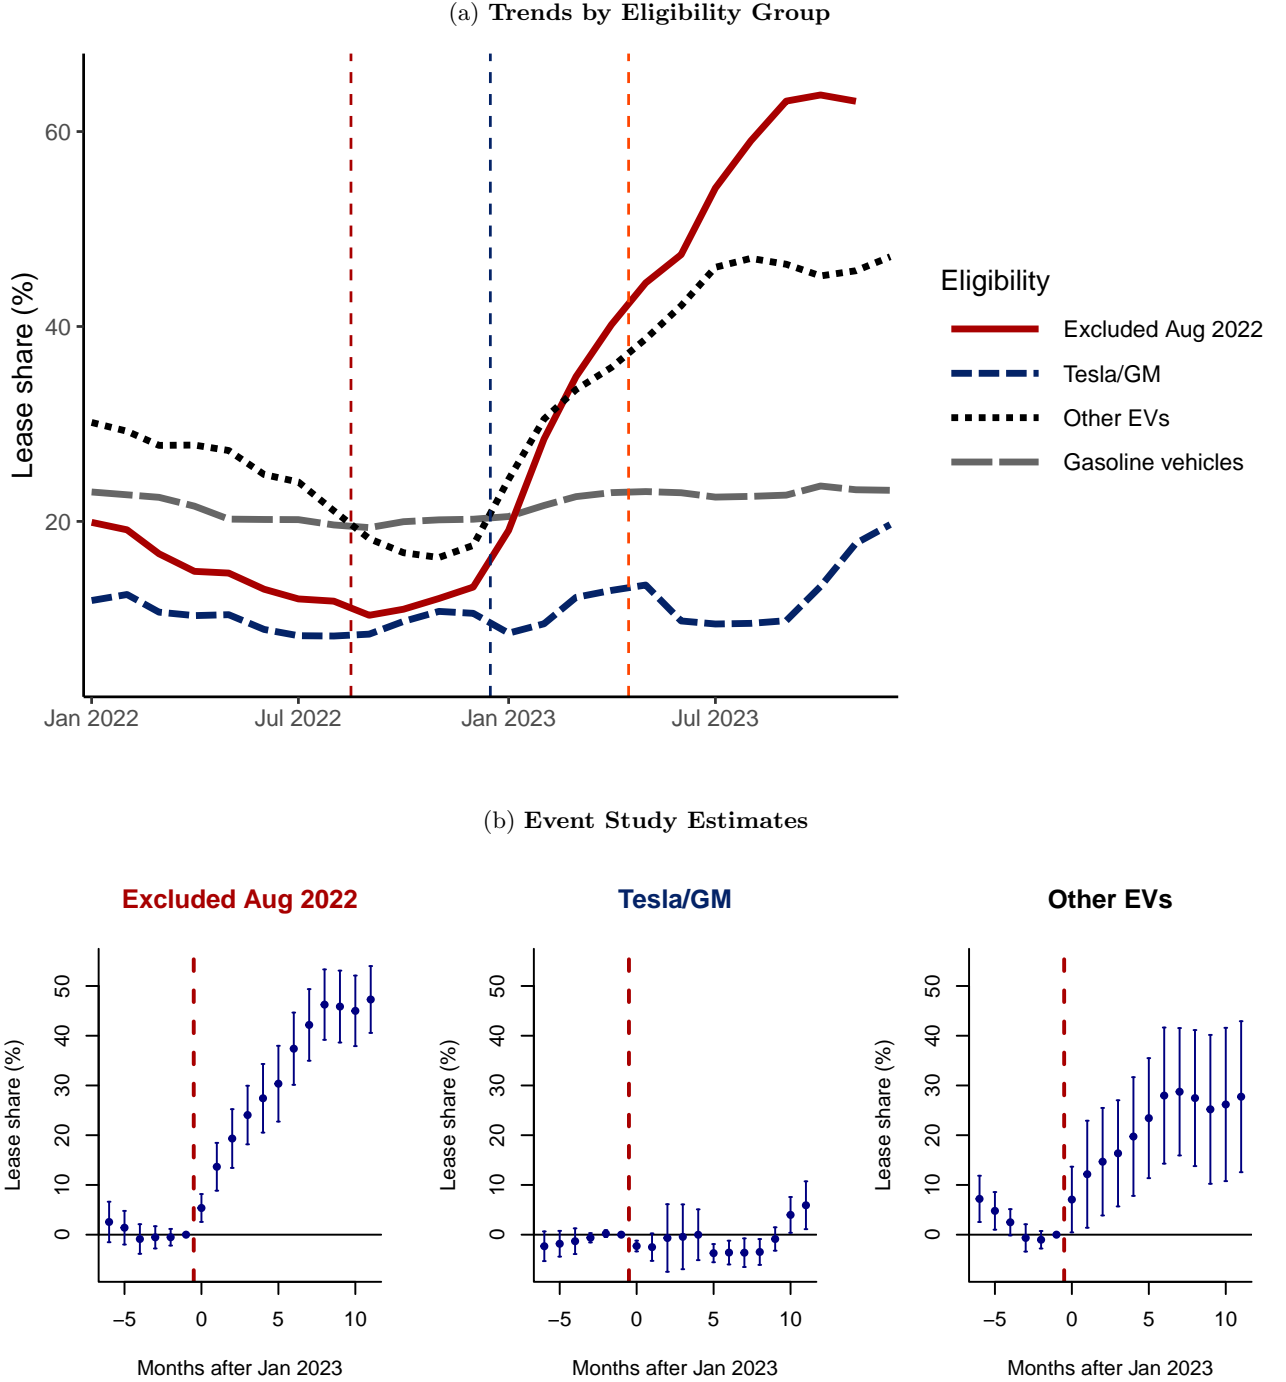 (a) Trends by Eligibility Group
Lease share (%)
60
40
20
Jan 2022
Jul 2022
Jan 2023
Jul 2023
Eligibility
Excluded Aug 2022
Tesla/GM
Other EVs
Gasoline vehicles
(b) Event Study Estimates
Excluded Aug 2022
Lease share (%)
50
40
30
20
10
0
−5
0
5
10
Months after Jan 2023
Tesla/GM
Lease share (%)
50
40
30
20
10
0
−5
0
5
10
Months after Jan 2023
Other EVs
Lease share (%)
50
40
30
20
10
0
−5
0
5
10
Months after Jan 2023